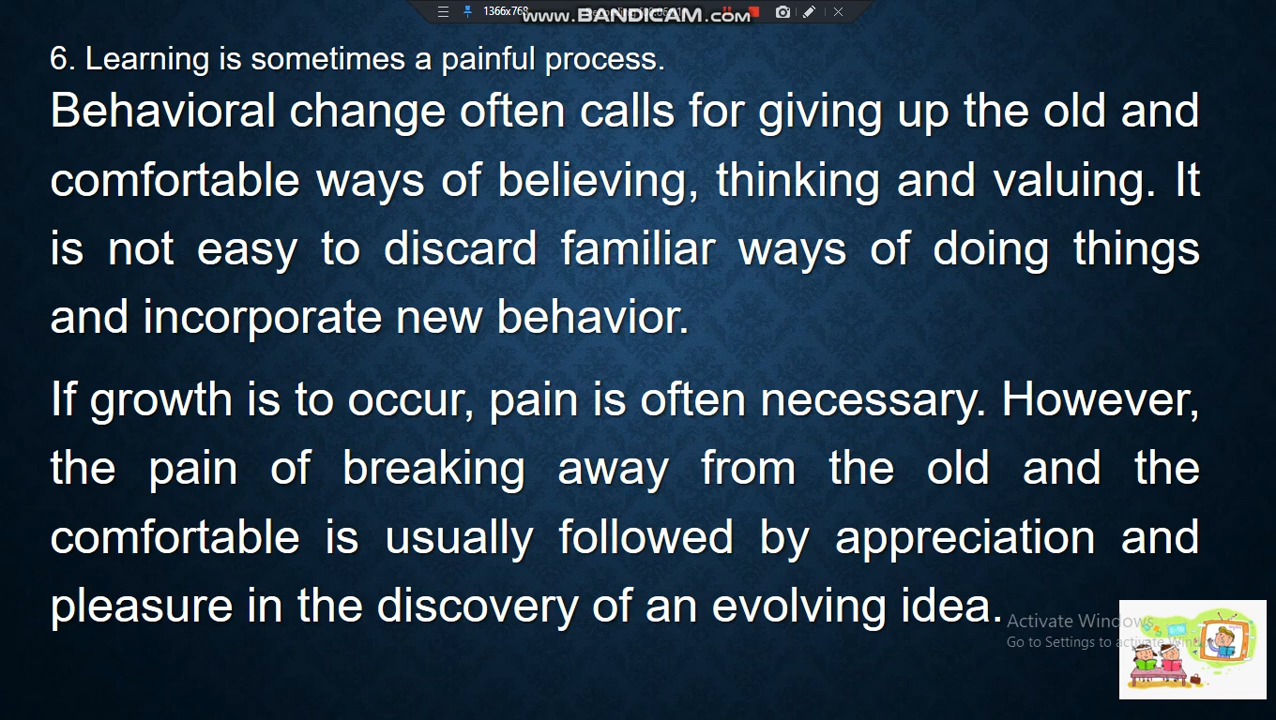 1366x768
www.BANDICAM.com
6. Learning is sometimes a painful process.
Behavioral change often calls for giving up the old and
comfortable ways of believing, thinking and valuing. It
is not easy to discard familiar ways of doing things
and incorporate new behavior.
If growth is to occur, pain is often necessary. However,
the pain of breaking away from the old and the
comfortable is usually followed by appreciation and
pleasure in the discovery of an evolving idea.
Activate Windows
Go to Settings to activate